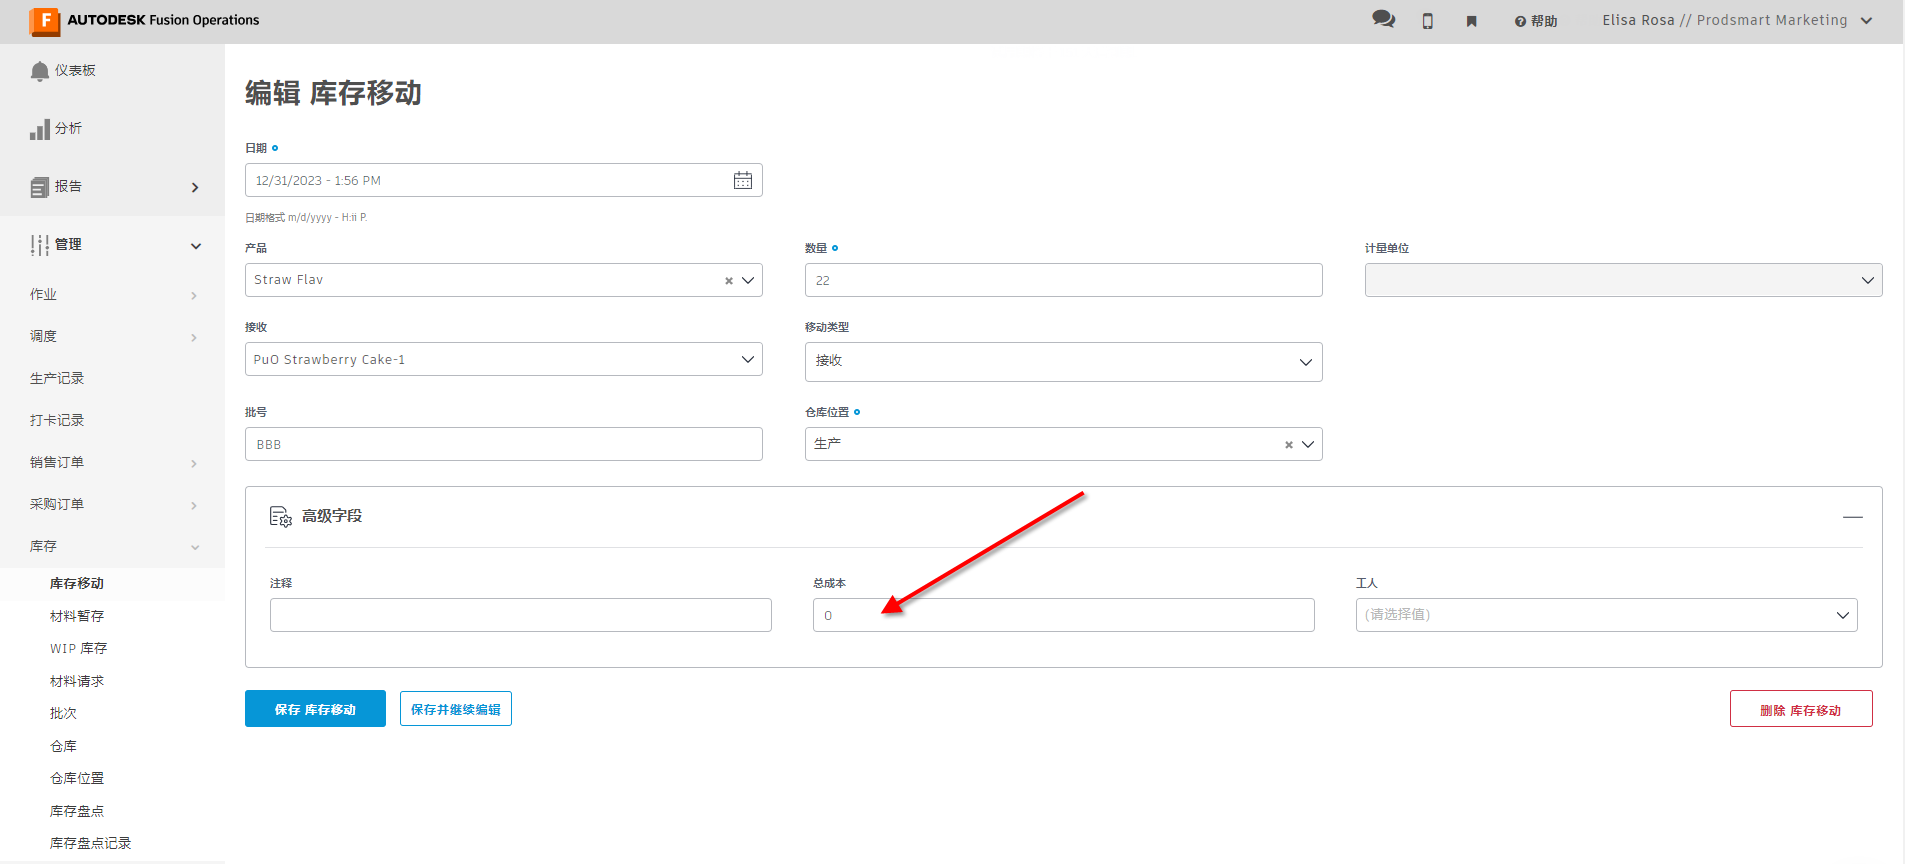 AUTODESK Fusion Operations
帮助
Elisa Rosa // Prodsmart Marketing
仪表板
分析
报告
管理
作业
调度
生产记录
打卡记录
销售订单
采购订单
库存
库存移动
材料暂存
WIP 库存
材料请求
批次
仓库
仓库位置
库存盘点
库存盘点记录
编辑 库存移动
日期
12/31/2023 - 1:56 PM
日期格式 m/d/yyyy - H:ii P.
产品
数量
计量单位
Straw Flav
22
接收
移动类型
PuO Strawberry Cake-1
接收
批号
仓库位置
BBB
生产
高级字段
注释
总成本
工人
0
(请选择值)
保存 库存移动
保存并继续编辑
删除 库存移动